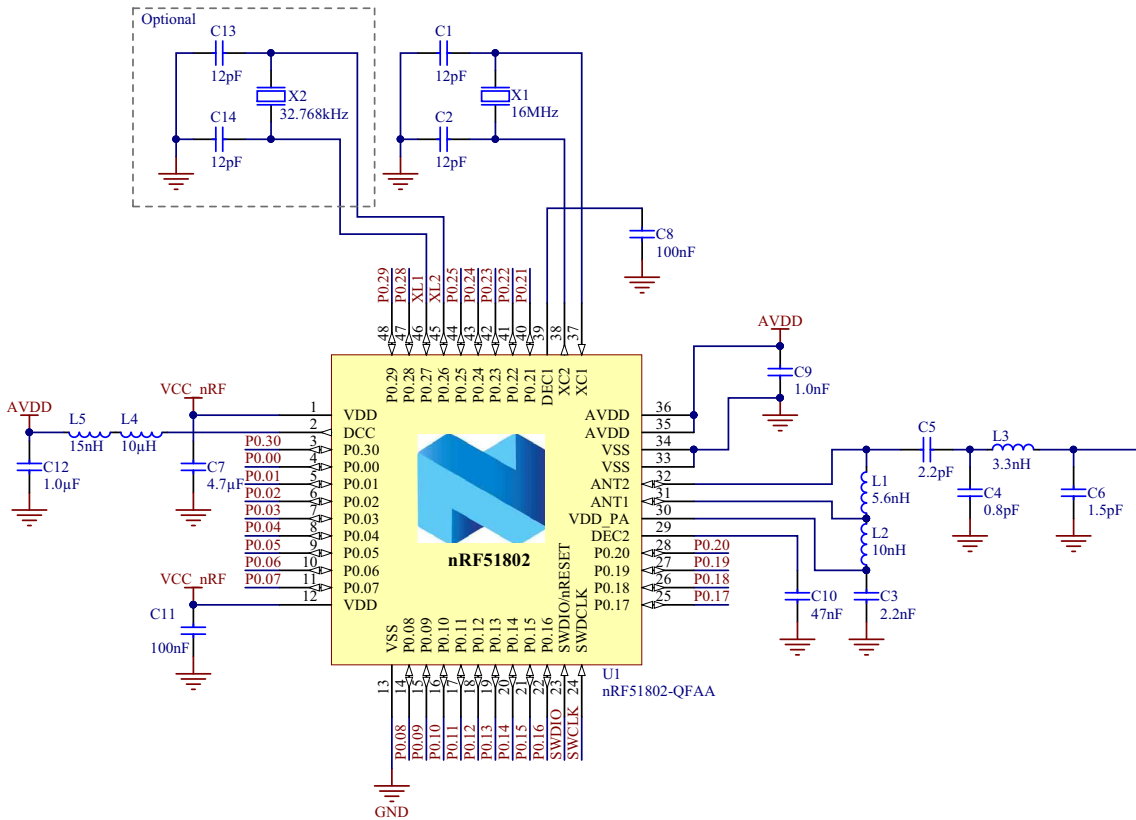 Optional
C13
12pF
X2
32.768kHz
C14
12pF
C1
12pF
X1
16MHz
C2
12pF
C8
100nF
P0.29
P0.28
XL1
XL2
P0.25
P0.24
P0.23
P0.22
P0.21
48
47
46
45
44
43
42
41
40
39
38
37
P0.29
P0.28
P0.27
P0.26
P0.25
P0.24
P0.23
P0.22
P0.21
DEC1
XC2
XC1
AVDD
L5
15nH
L4
10µH
VCC_nRF
C12
1.0µF
C7
4.7µF
VCC_nRF
C11
100nF
1 VDD
2 DCC
P0.30 3 P0.30
P0.00 4 P0.00
P0.01 5 P0.01
P0.02 6 P0.02
P0.03 7 P0.03
P0.04 8 P0.04
P0.05 9 P0.05
P0.06 10 P0.06
P0.07 11 P0.07
12 VDD
nRF51802
AVDD
C9
1.0nF
AVDD 36
AVDD 35
VSS 34
VSS 33
ANT2 32
ANT1 31
VDD_PA 30
DEC2 29
P0.20 28 P0.20
P0.19 27 P0.19
P0.18 26 P0.18
P0.17 25 P0.17
C5
2.2pF
L3
3.3nH
L1
5.6nH
C4
0.8pF
C6
1.5pF
L2
10nH
C10
47nF
C3
2.2nF
VSS
P0.08
P0.09
P0.10
P0.11
P0.12
P0.13
P0.14
P0.15
P0.16
SWDIO/nRESET
SWDCLK
U1
nRF51802-QFAA
13
14
15
16
17
18
19
20
21
22
23
24
P0.08
P0.09
P0.10
P0.11
P0.12
P0.13
P0.14
P0.15
P0.16
SWDIO
SWCLK
GND